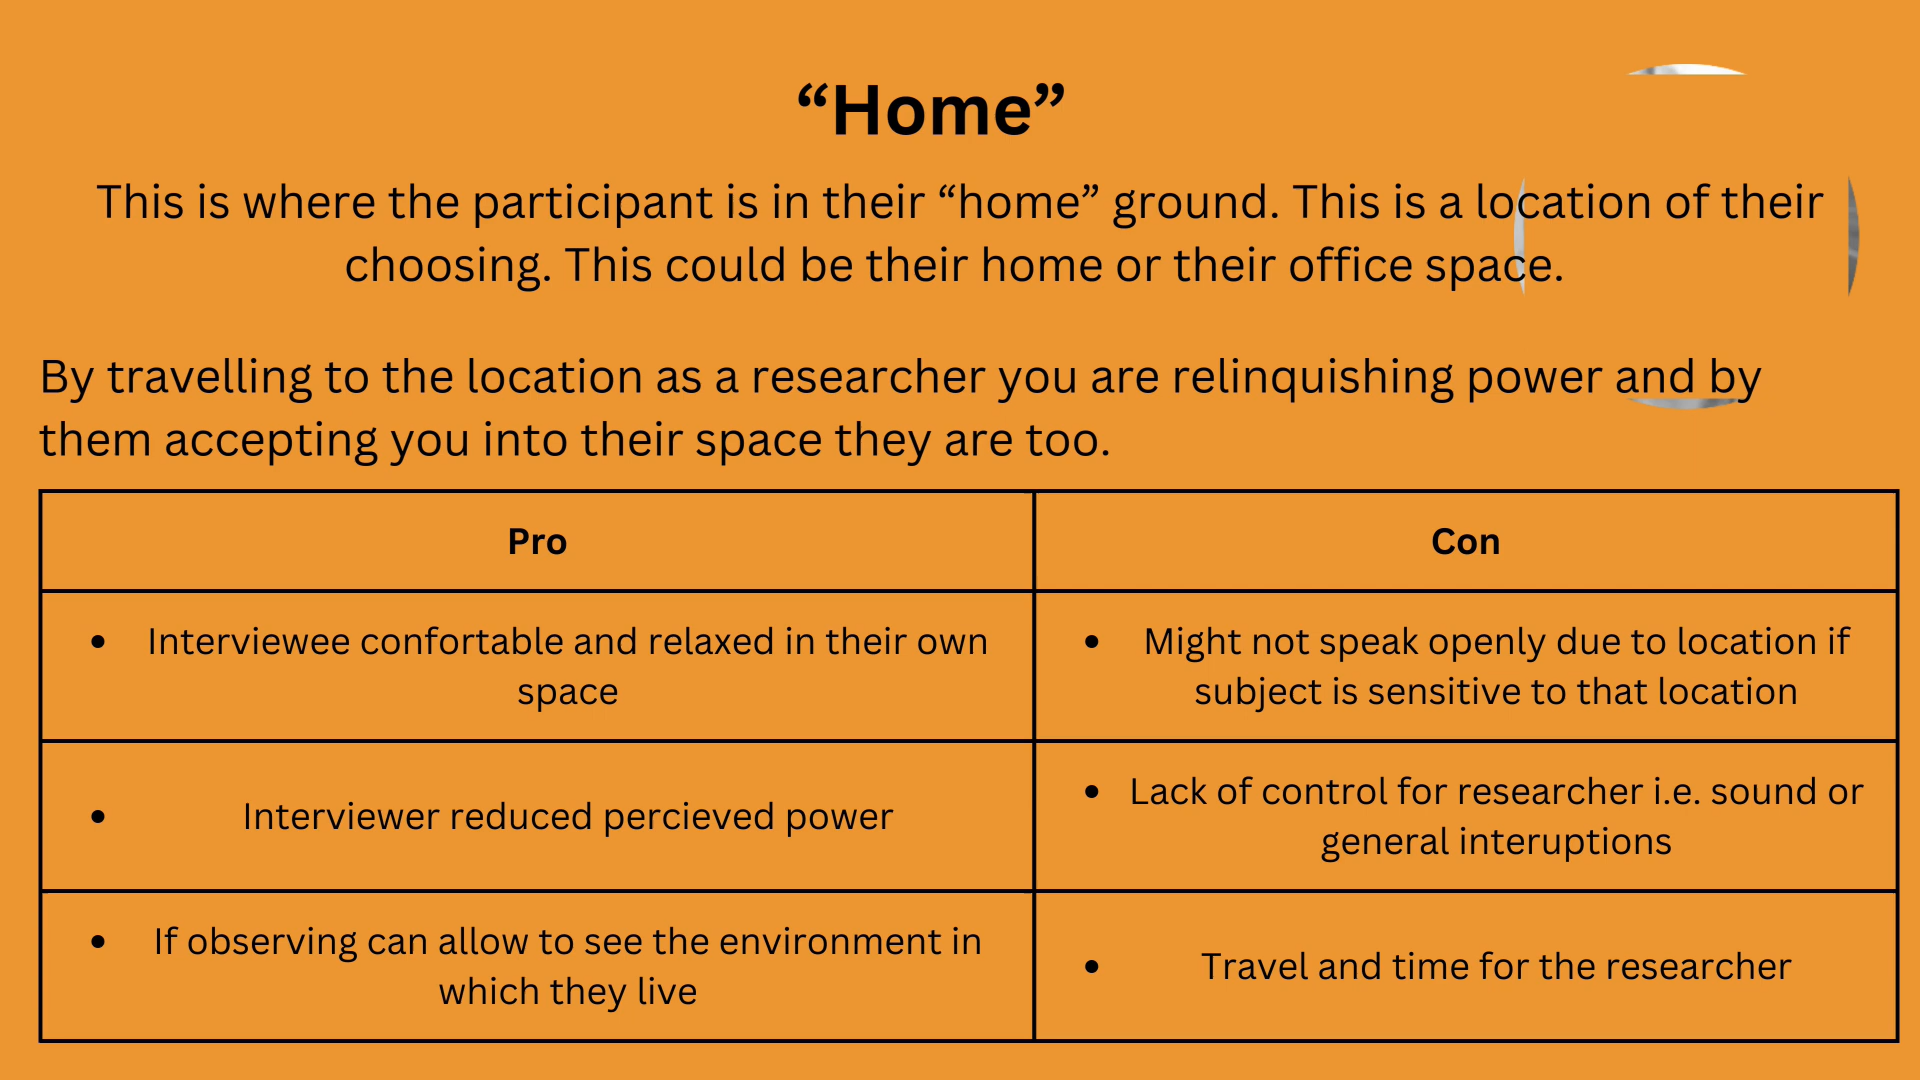 “Home”
This is where the participant is in their “home” ground. This is a location of their
choosing. This could be their home or their office space.
By travelling to the location as a researcher you are relinquishing power and by
them accepting you into their space they are too.
Pro
Con
• Interviewee confortable and relaxed in their own
space
• Might not speak openly due to location if
subject is sensitive to that location
• Interviewer reduced percieved power
• Lack of control for researcher i.e. sound or
general interuptions
• If observing can allow to see the environment in
which they live
• Travel and time for the researcher